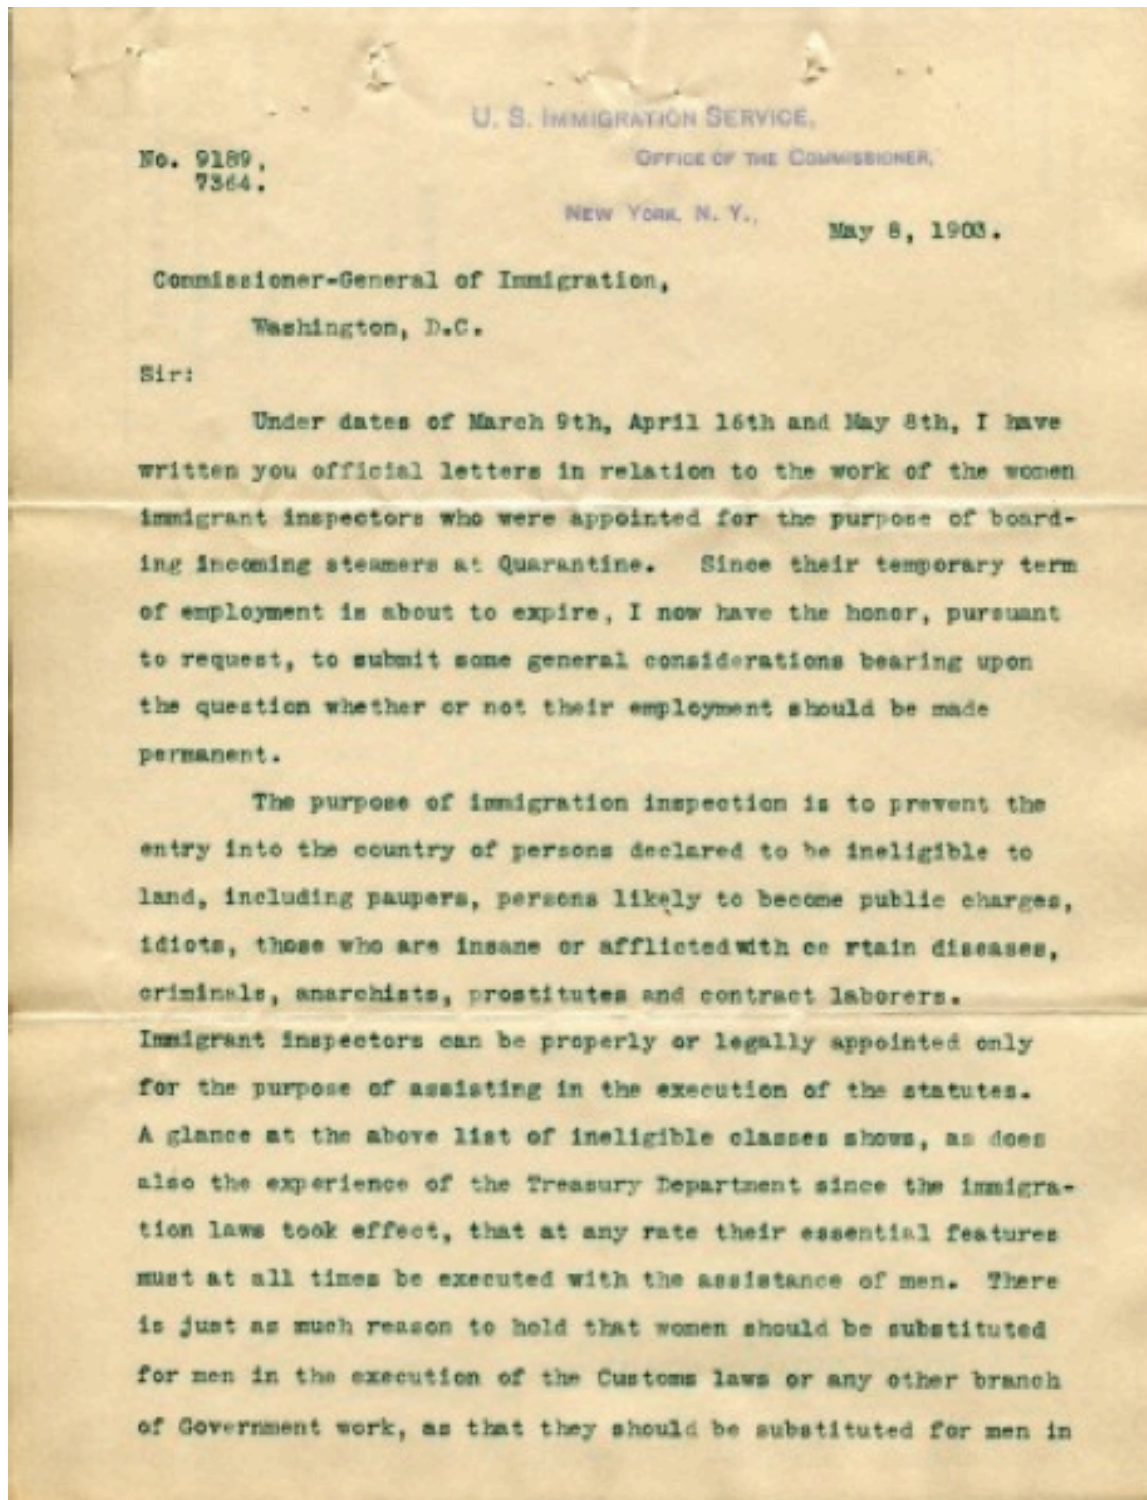 U. S. IMMIGRATION SERVICE,
No. 9189,
OFFICE OF THE COMMISSIONER,
7364.
NEW YORK, N. Y.,
May 8, 1903.
Commissioner-General of Immigration,
Washington, D.C.
Sir:
Under dates of March 9th, April 16th and May 8th, I have
written you official letters in relation to the work of the women
immigrant inspectors who were appointed for the purpose of board-
ing incoming steamers at Quarantine. Since their temporary term
of employment is about to expire, I now have the honor, pursuant
to request, to submit some general considerations bearing upon
the question whether or not their employment should be made
permanent.
The purpose of immigration inspection is to prevent the
entry into the country of persons declared to be ineligible to
land, including paupers, persons likely to become public charges,
idiots, those who are insane or afflictedwith ce rtain diseases,
criminals, anarchists, prostitutes and contract laborers.
Immigrant inspectors can be properly or legally appointed only
for the purpose of assisting in the execution of the statutes.
A glance at the above list of ineligible classes shows, as does
also the experience of the Treasury Department since the immigra-
tion laws took effect, that at any rate their essential features
must at all times be executed with the assistance of men. There
is just as much reason to hold that women should be substituted
for men in the execution of the Customs laws or any other branch
of Government work, as that they should be substituted for men in